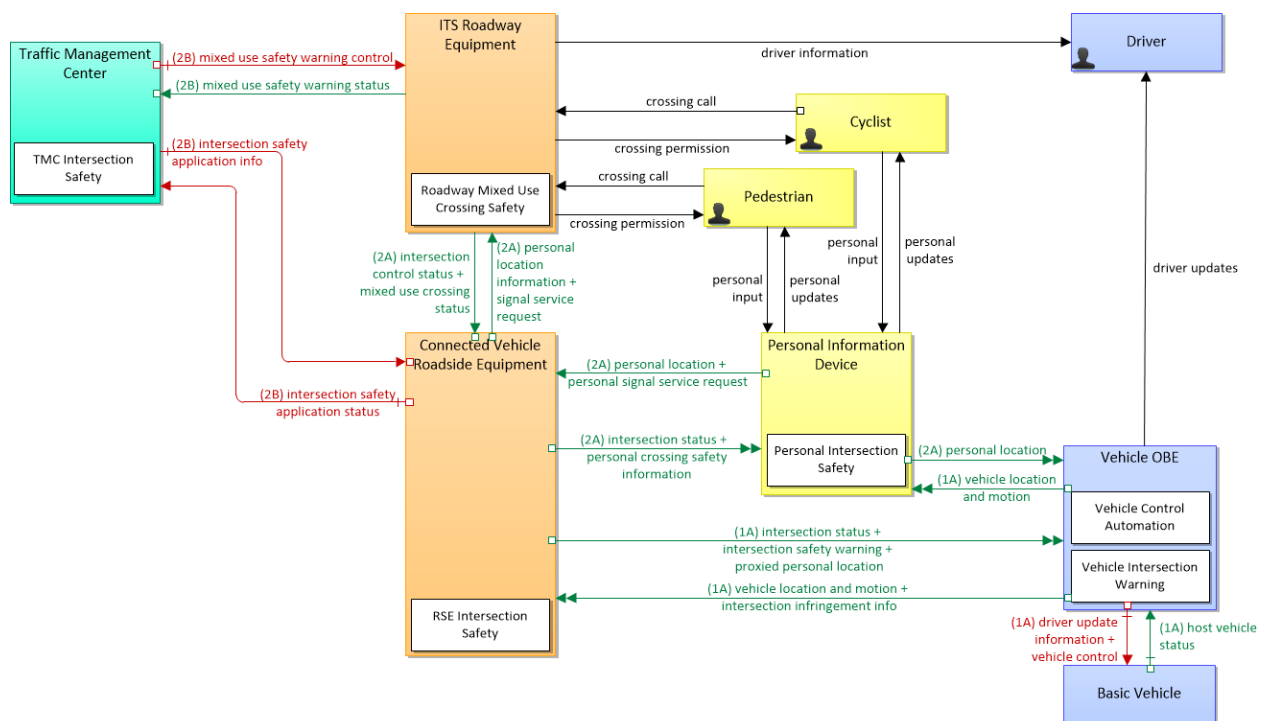 ITS Roadway
Equipment
Traffic Management
Center
Driver
(2B) mixed use safety warning control
driver information
(2B) mixed use safety warning status
crossing call
Cyclist
crossing permission
(2B) intersection safety
application info
TMC Intersection
Safety
crossing call
Roadway Mixed Use
Crossing Safety
Pedestrian
crossing permission
(2A) intersection
control status +
mixed use crossing
status
(2A) personal
location
information +
signal service
request
personal
input
personal
updates
personal
input
personal
updates
driver updates
Connected Vehicle
Roadside Equipment
Personal Information
Device
(2A) personal location +
personal signal service request
(2B) intersection safety
application status
(2A) intersection status +
personal crossing safety
information
Personal Intersection
Safety
(2A) personal location
Vehicle OBE
(1A) vehicle location
and motion
Vehicle Control
Automation
(1A) intersection status +
intersection safety warning +
proxied personal location
Vehicle Intersection
Warning
(1A) vehicle location and motion +
intersection infringement info
RSE Intersection
Safety
(1A) driver update
information +
vehicle control
(1A) host vehicle
status
Basic Vehicle